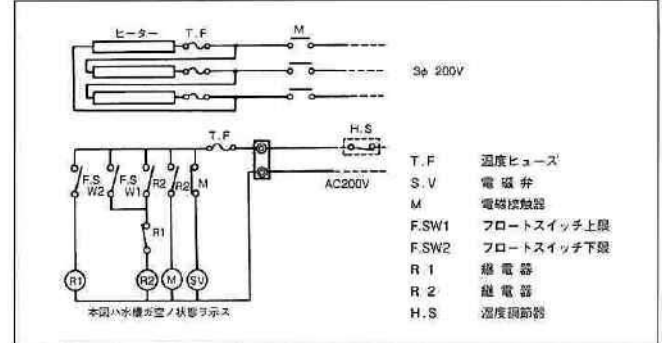 ヒーター T.F M
3φ 200V
T.F H.S
AC200V
F.S W2 F.S W1 R2 R2 M
R1
R1 R2 M SV
本図ハ水槽ガ空ノ状態ヲ示ス
T.F 温度ヒューズ
S.V 電磁弁
M 電磁接触器
F.SW1 フロートスイッチ上限
F.SW2 フロートスイッチ下限
R 1 継電器
R 2 継電器
H.S 温度調節器